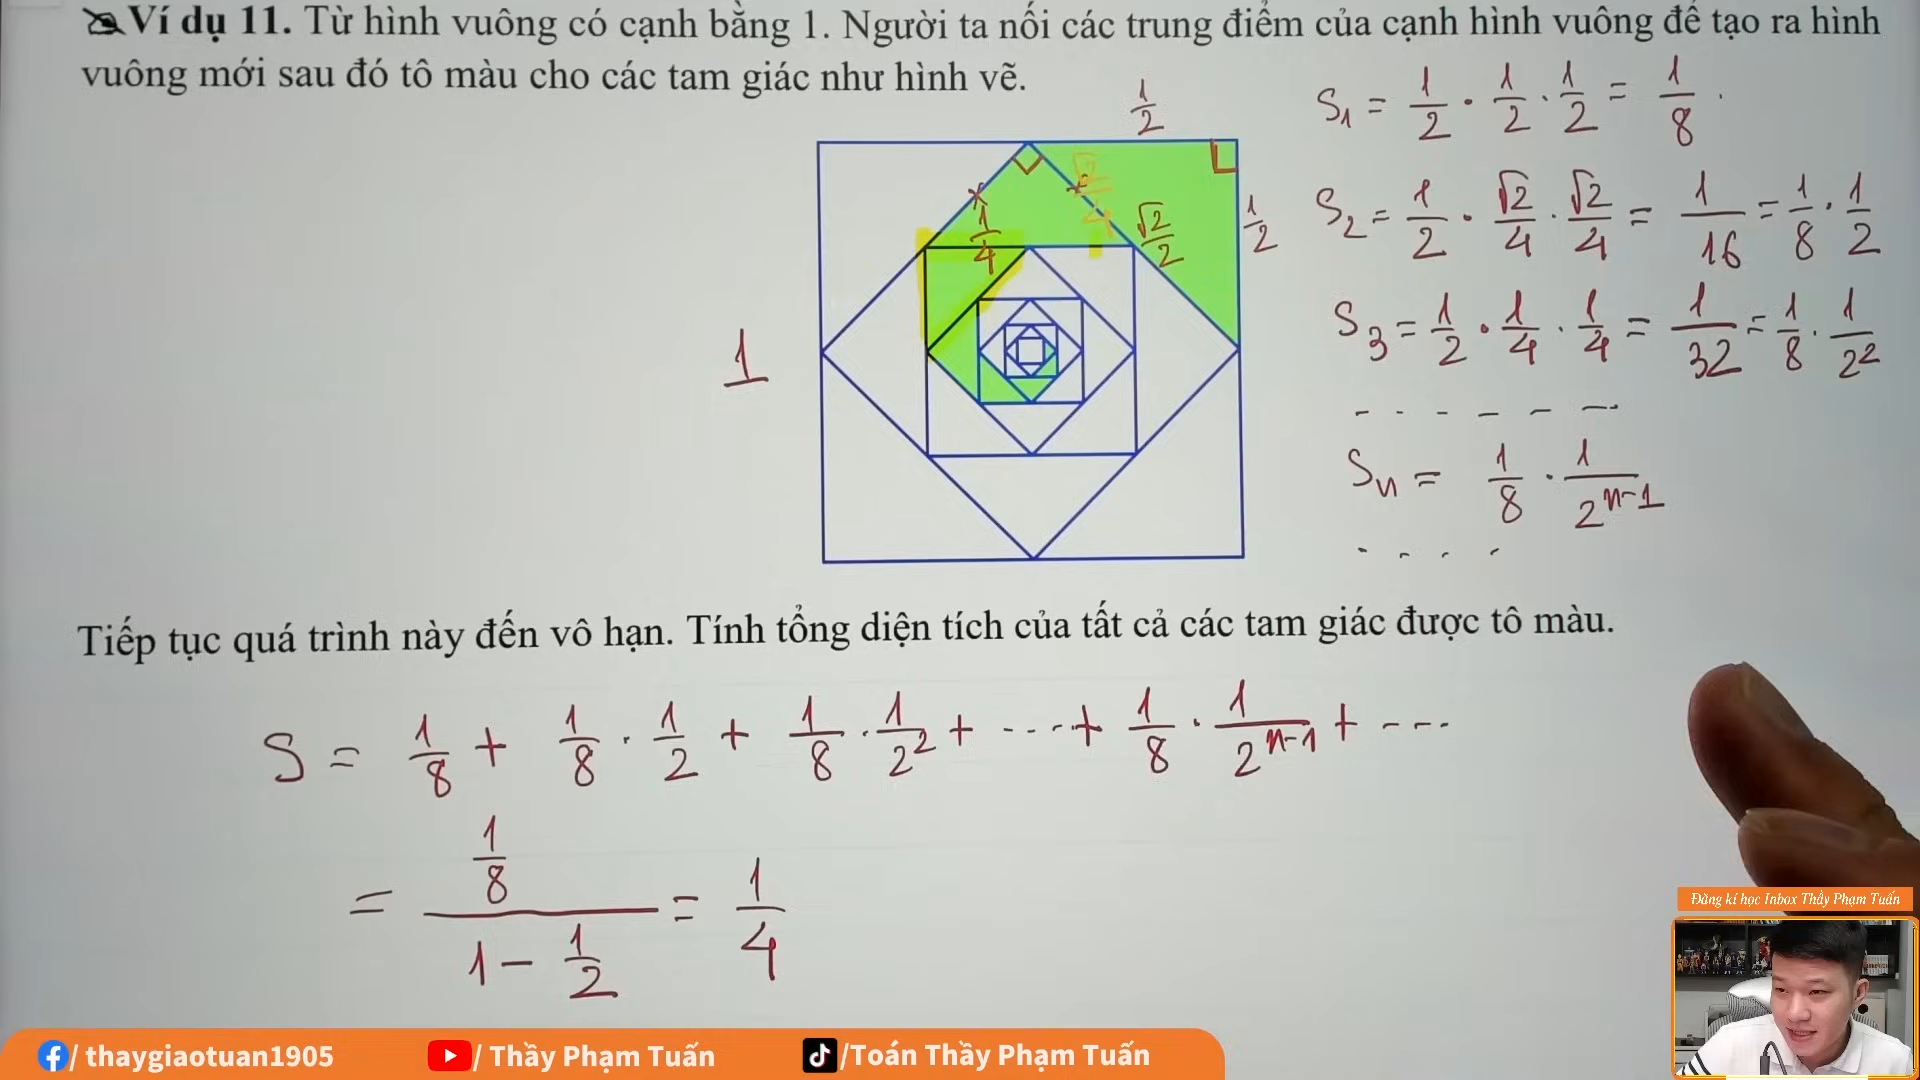 Ví dụ 11. Từ hình vuông có cạnh bằng 1. Người ta nối các trung điểm của cạnh hình vuông để tạo ra hình
vuông mới sau đó tô màu cho các tam giác như hình vẽ.
1/2
√2/4
1/4
√2/2
1/2
1
S₁ = 1/2 · 1/2 · 1/2 = 1/8 .
S₂ = 1/2 · √2/4 · √2/4 = 1/16 = 1/8 · 1/2
S₃ = 1/2 · 1/4 · 1/4 = 1/32 = 1/8 · 1/2²
- - - - - -
Sₙ = 1/8 · 1/2ⁿ⁻¹
. . . .
Tiếp tục quá trình này đến vô hạn. Tính tổng diện tích của tất cả các tam giác được tô màu.
S = 1/8 + 1/8 · 1/2 + 1/8 · 1/2² + ... + 1/8 · 1/2ⁿ⁻¹ + ...
= (1/8)/(1 - 1/2) = 1/4
Đăng kí học Inbox Thầy Phạm Tuấn
/ thaygiaotuan1905
/ Thầy Phạm Tuấn
/Toán Thầy Phạm Tuấn